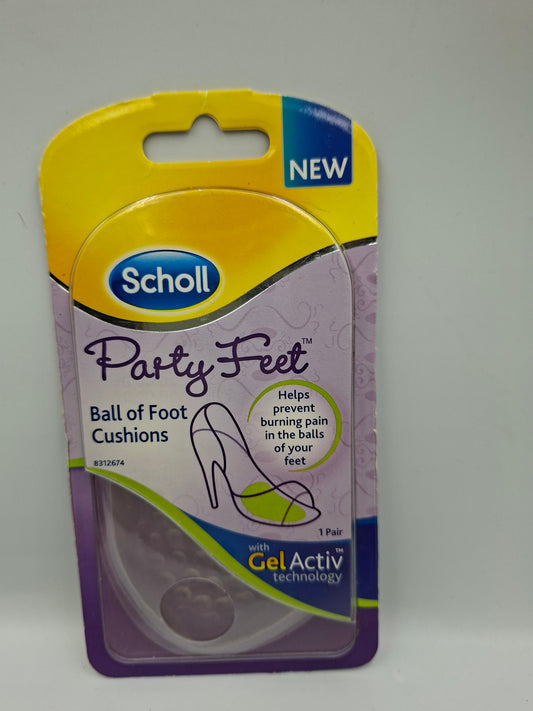 NEW
Scholl
Party Feet™
Ball of Foot
Cushions
8312674
Helps
prevent
burning pain
in the balls
of your
feet
1 Pair
with
GelActiv™
technology